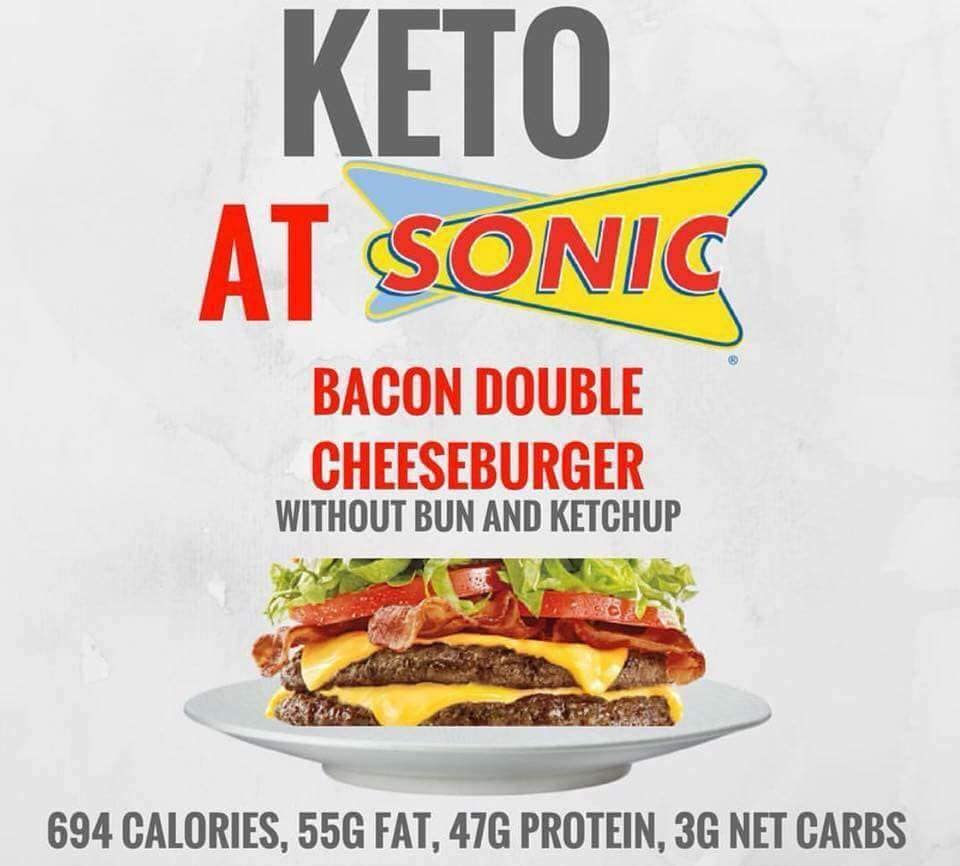 KETO
AT SONIC
®
BACON DOUBLE
CHEESEBURGER
WITHOUT BUN AND KETCHUP
694 CALORIES, 55G FAT, 47G PROTEIN, 3G NET CARBS